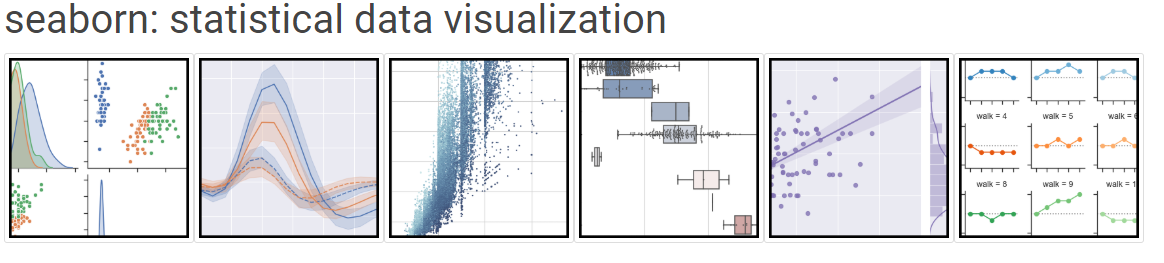 seaborn: statistical data visualization
walk = 4
walk = 5
walk = 8
walk = 9